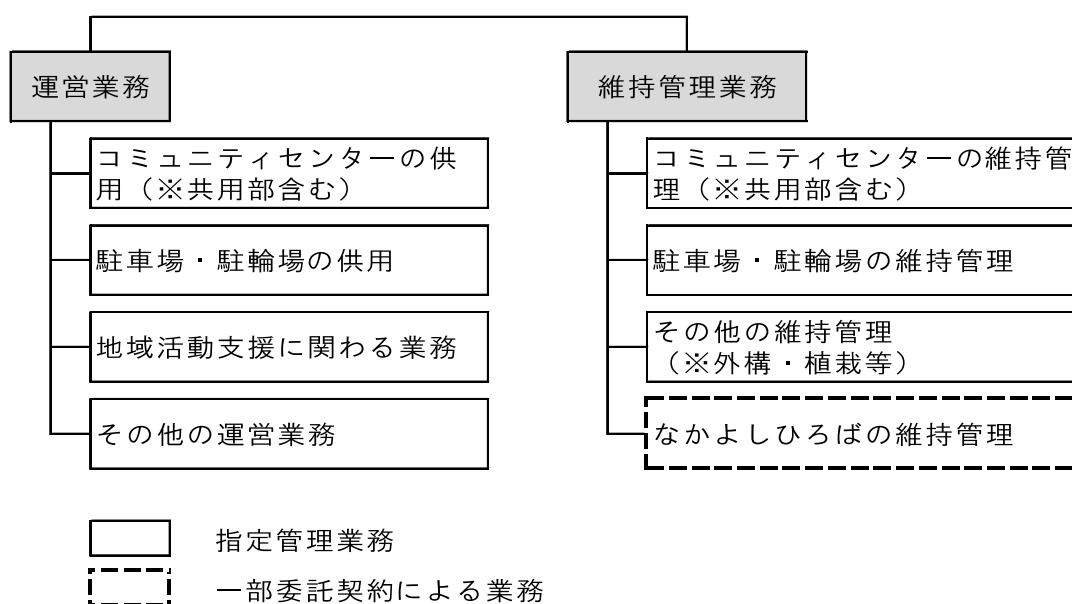 運営業務
コミュニティセンターの供
用（※共用部含む）
駐車場・駐輪場の供用
地域活動支援に関わる業務
その他の運営業務
維持管理業務
コミュニティセンターの維持管
理（※共用部含む）
駐車場・駐輪場の維持管理
その他の維持管理
（※外構・植栽等）
なかよしひろばの維持管理
指定管理業務
一部委託契約による業務